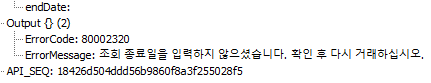 endDate:
Output {} (2)
ErrorCode: 80002320
ErrorMessage: 조회 종료일을 입력하지 않으셨습니다. 확인 후 다시 거래하십시오.
API_SEQ: 18426d504ddd56b9860f8a3f255028f5